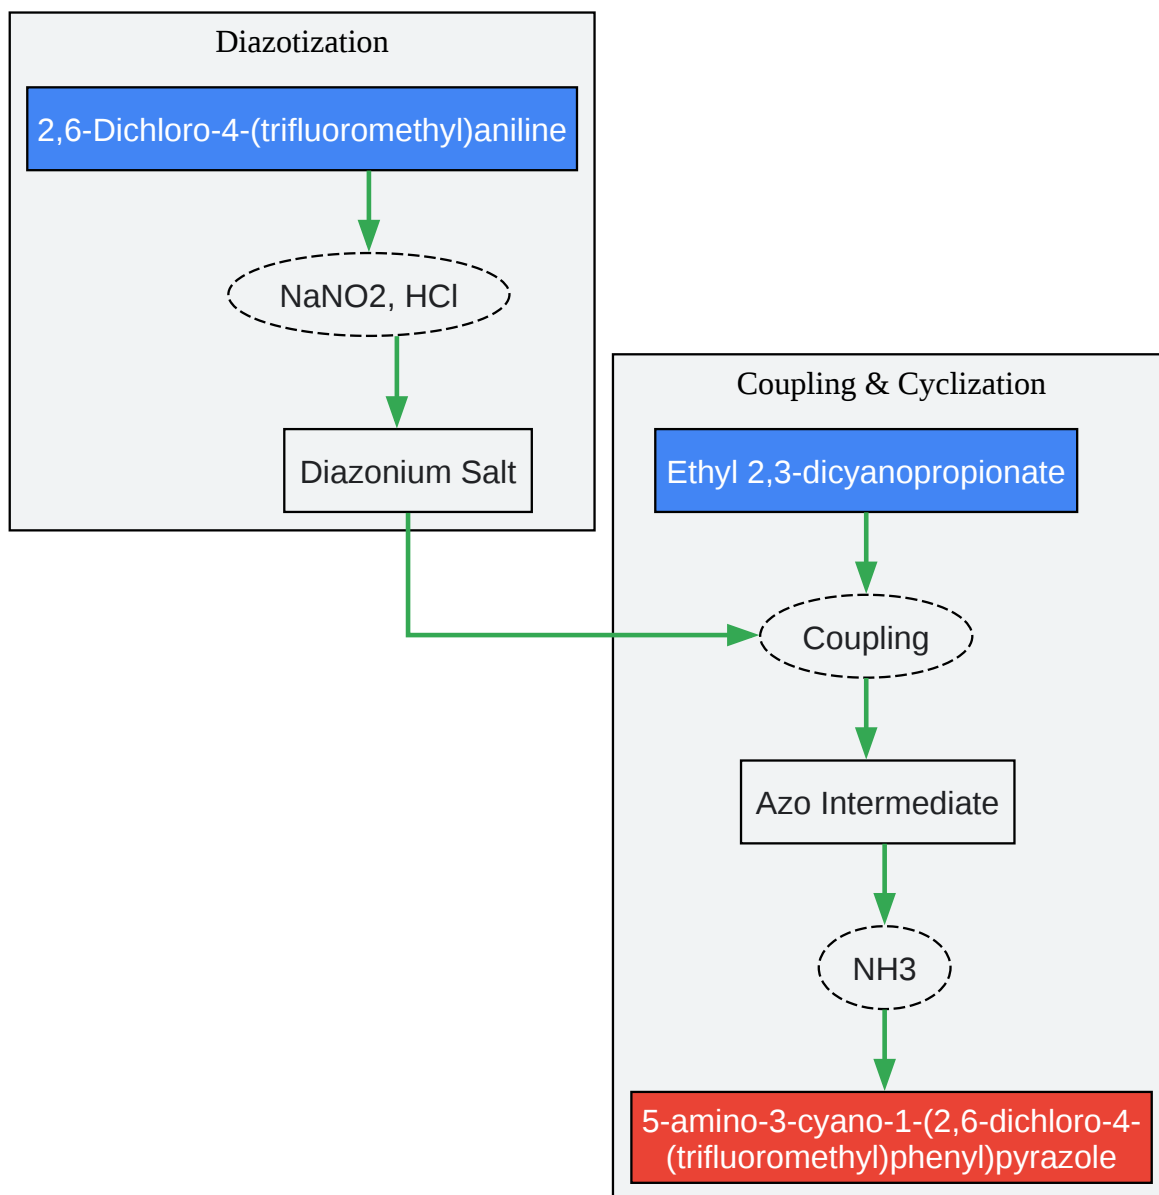 Diazotization
2,6-Dichloro-4-(trifluoromethyl)aniline
NaNO2, HCl
Diazonium Salt
Coupling & Cyclization
Ethyl 2,3-dicyanopropionate
Coupling
Azo Intermediate
NH3
5-amino-3-cyano-1-(2,6-dichloro-4-
(trifluoromethyl)phenyl)pyrazole